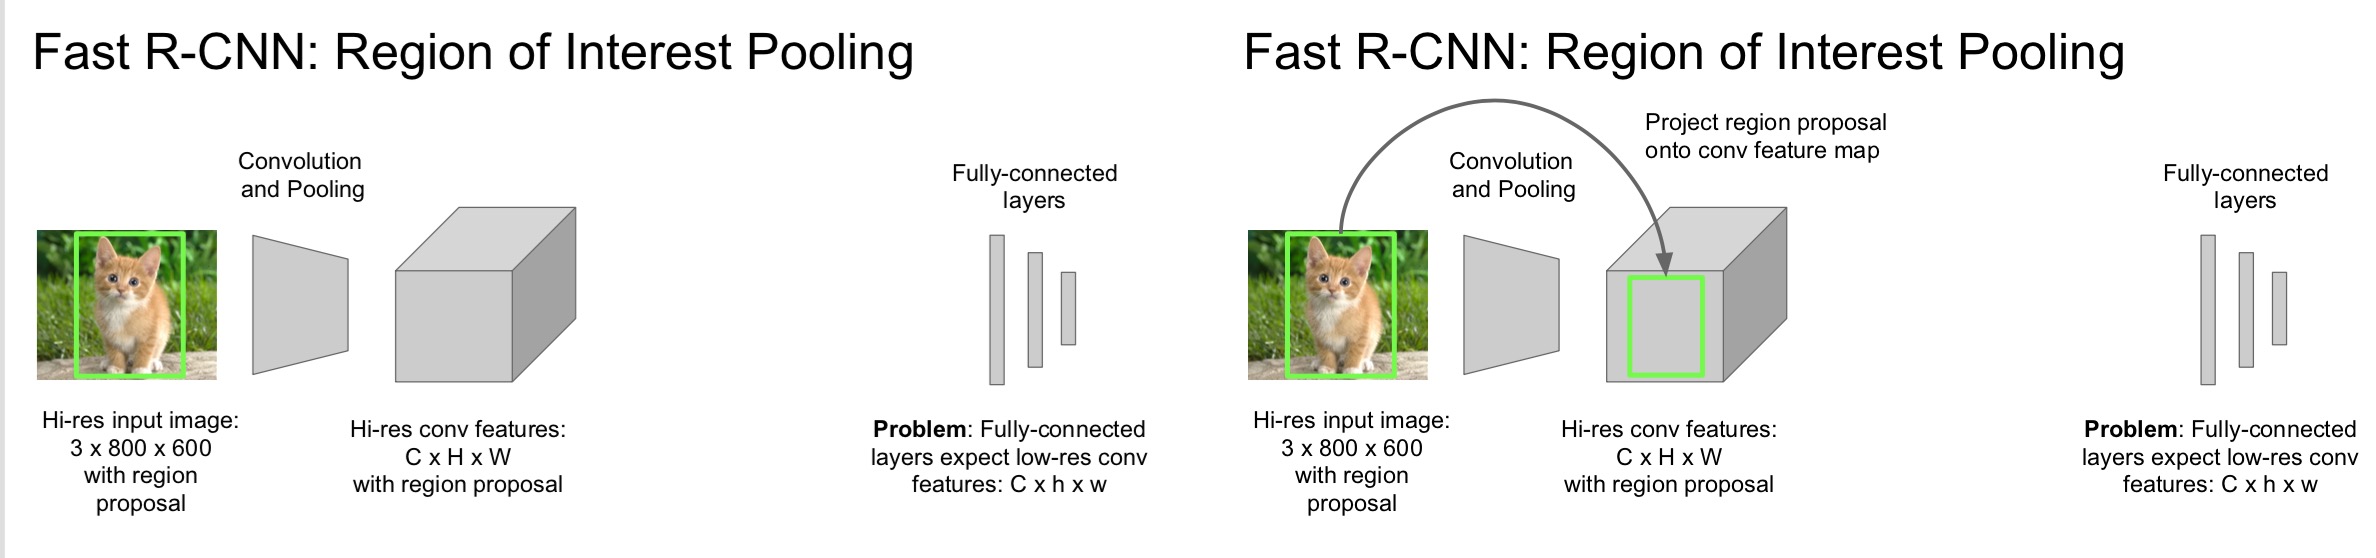 Fast R-CNN: Region of Interest Pooling
Convolution
and Pooling
Fully-connected
layers
Hi-res input image:
3 x 800 x 600
with region
proposal
Hi-res conv features:
C x H x W
with region proposal
Problem: Fully-connected
layers expect low-res conv
features: C x h x w
Fast R-CNN: Region of Interest Pooling
Project region proposal
onto conv feature map
Convolution
and Pooling
Fully-connected
layers
Hi-res input image:
3 x 800 x 600
with region
proposal
Hi-res conv features:
C x H x W
with region proposal
Problem: Fully-connected
layers expect low-res conv
features: C x h x w